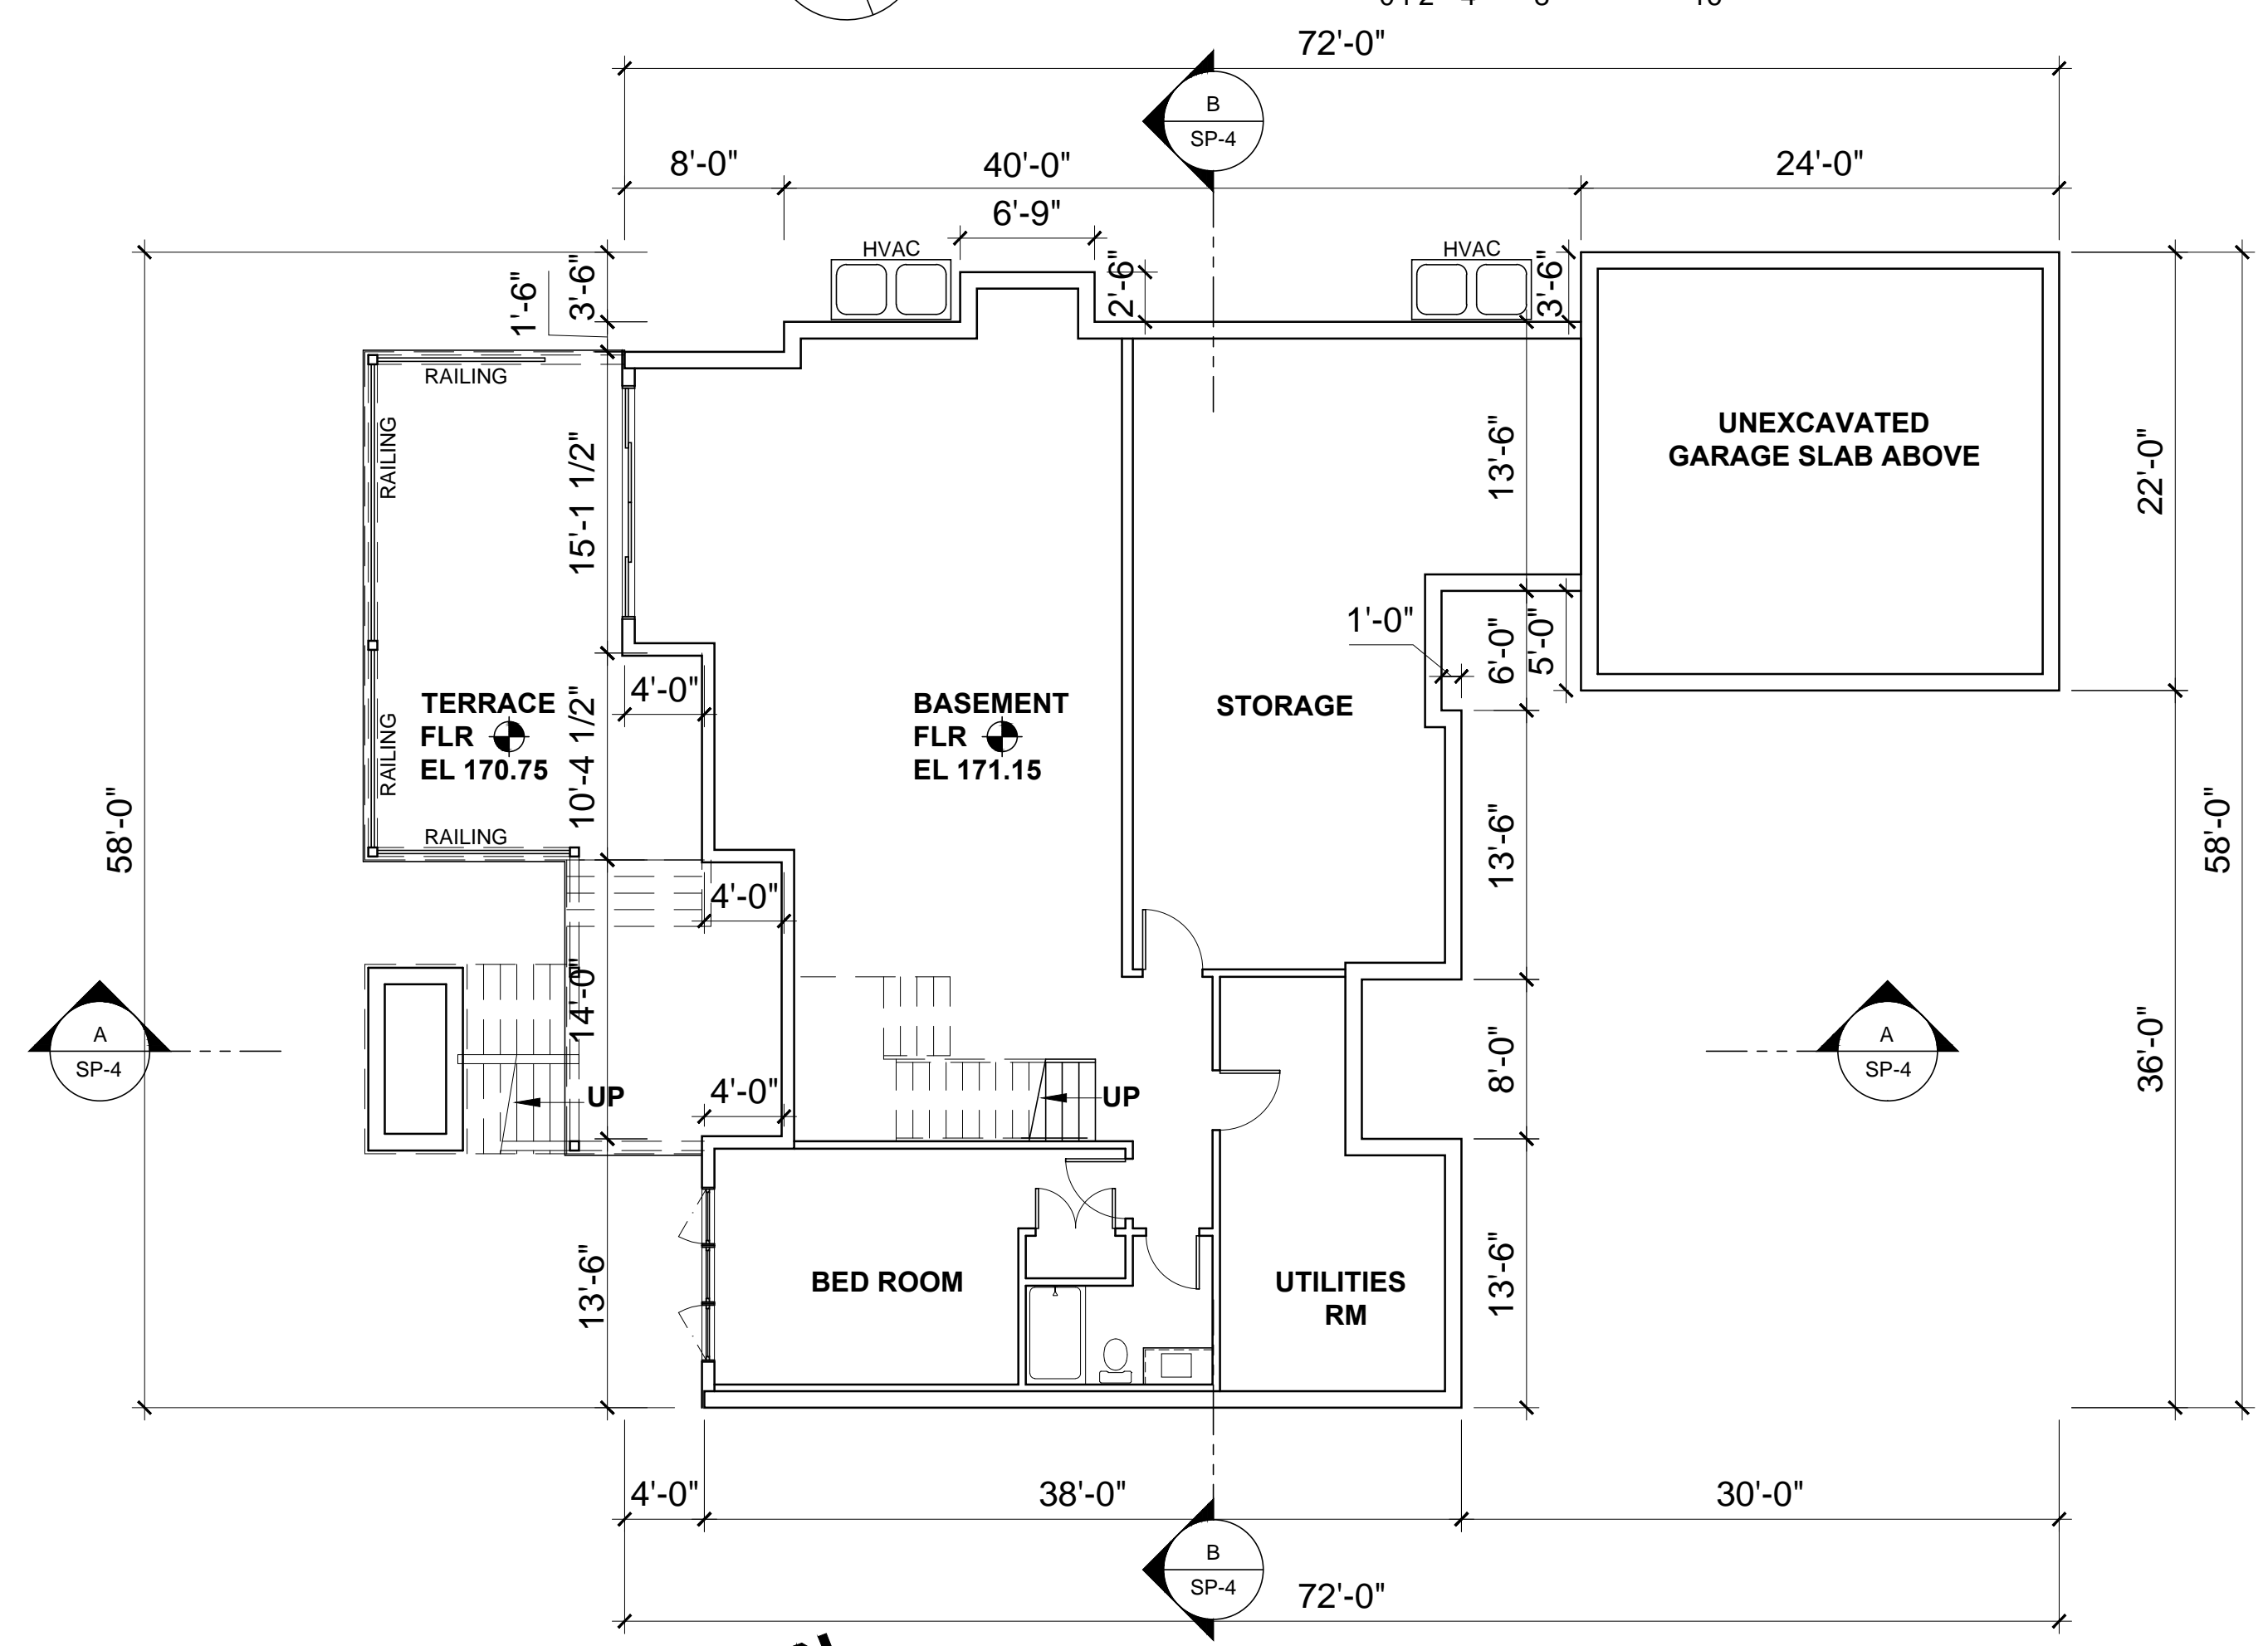 72'-0"
B
SP-4
8'-0"
40'-0"
24'-0"
6'-9"
HVAC
HVAC
1'-6"
3'-6"
2'-6"
3'-6"
RAILING
RAILING
15'-1 1/2"
13'-6"
UNEXCAVATED
GARAGE SLAB ABOVE
22'-0"
1'-0"
6'-0"
5'-0"
4'-0"
TERRACE
FLR
EL 170.75
RAILING
10'-4 1/2"
BASEMENT
FLR
EL 171.15
STORAGE
RAILING
58'-0"
13'-6"
58'-0"
4'-0"
14'-0"
A
SP-4
UP
4'-0"
UP
8'-0"
A
SP-4
36'-0"
13'-6"
BED ROOM
UTILITIES
RM
13'-6"
4'-0"
38'-0"
30'-0"
B
SP-4
72'-0"